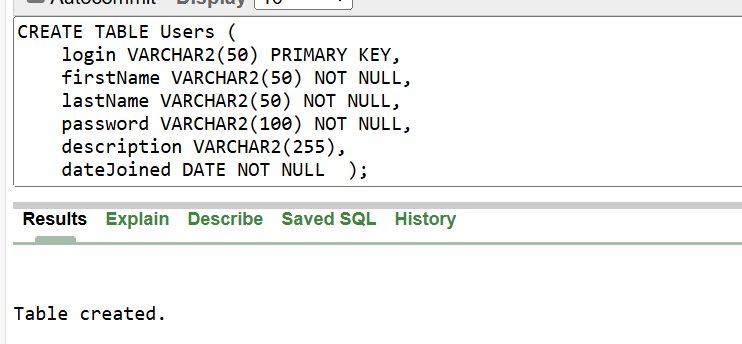 Autocommit Display 10
CREATE TABLE Users (
    login VARCHAR2(50) PRIMARY KEY,
    firstName VARCHAR2(50) NOT NULL,
    lastName VARCHAR2(50) NOT NULL,
    password VARCHAR2(100) NOT NULL,
    description VARCHAR2(255),
    dateJoined DATE NOT NULL  );
Results Explain Describe Saved SQL History
Table created.